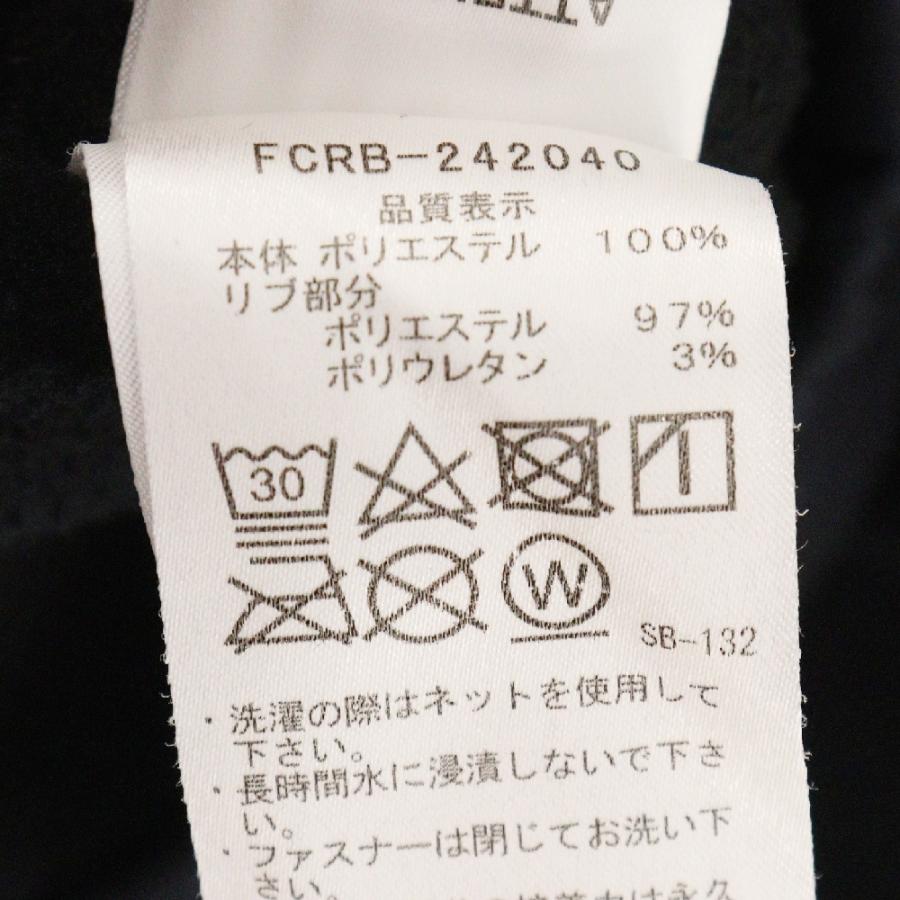 FCRB-242040
品質表示
本体 ポリエステル 100%
リブ部分
ポリエステル 97%
ポリウレタン 3%
30
W
SB-132
・洗濯の際はネットを使用して
下さい。
・長時間水に浸漬しないで下さ
い。
・ファスナーは閉じてお洗い下
さい。